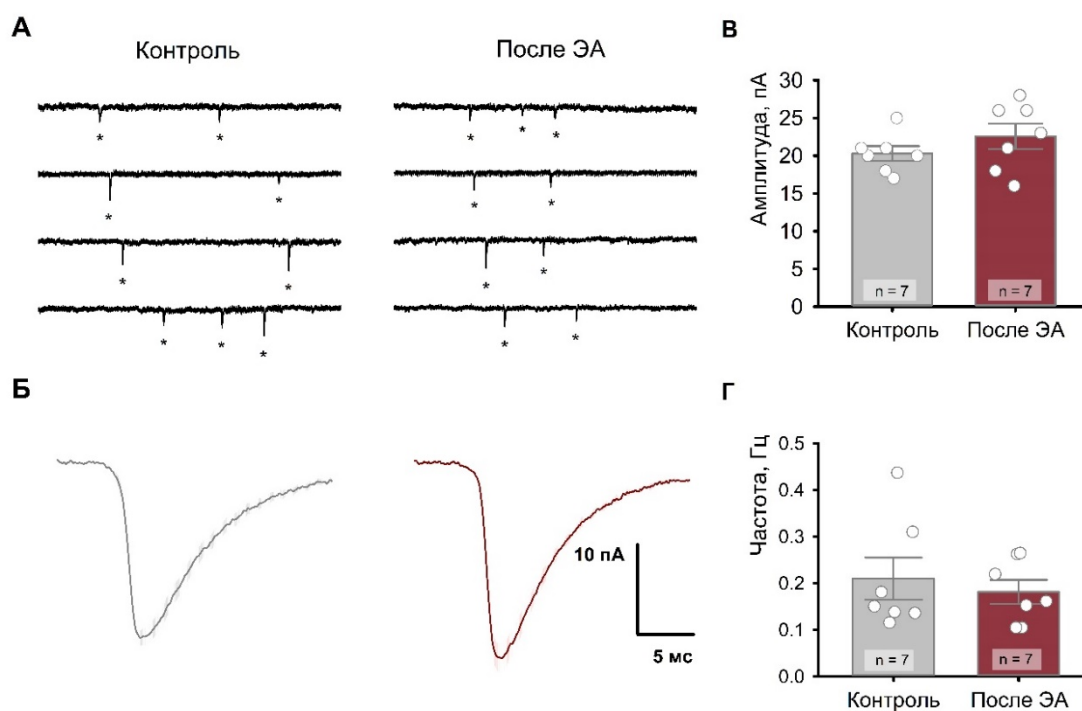 А
Контроль
После ЭА
* *
* * *
* *
* *
* *
* *
* * *
* *
Б
10 пА
5 мс
В
Амплитуда, пА
30
25
20
15
10
5
0
n = 7
n = 7
Контроль
После ЭА
Г
Частота, Гц
0.5
0.4
0.3
0.2
0.1
0.0
n = 7
n = 7
Контроль
После ЭА